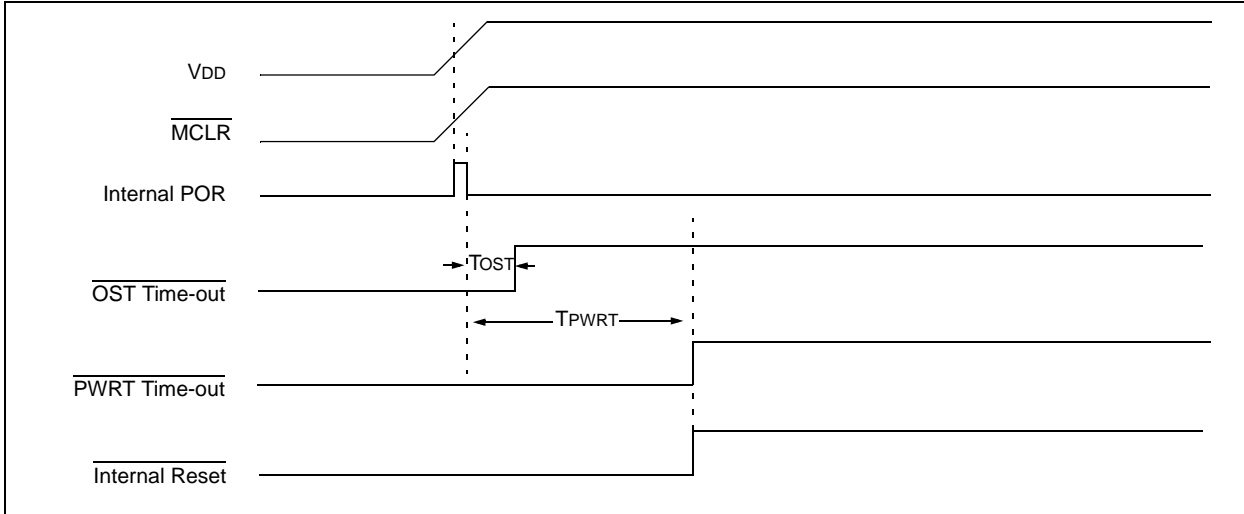 VDD
MCLR
Internal POR
TOST
OST Time-out
TPWRT
PWRT Time-out
Internal Reset